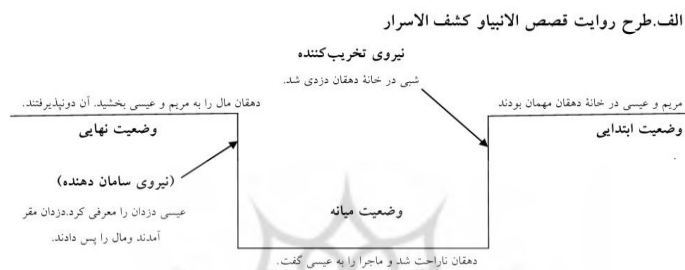 الف.طرح روایت قصص الانبیاو کشف الاسرار
نیروی تخریب‌کننده
شبی در خانهٔ دهقان دزدی شد.
مریم و عیسی در خانهٔ دهقان مهمان بودند
وضعیت ابتدایی
دهقان مال را به مریم و عیسی بخشید. آن دونپذیرفتند.
وضعیت نهایی
(نیروی سامان دهنده)
عیسی دزدان را معرفی کرد.دزدان مقر
آمدند ومال را پس دادند.
وضعیت میانه
دهقان ناراحت شد و ماجرا را به عیسی گفت.